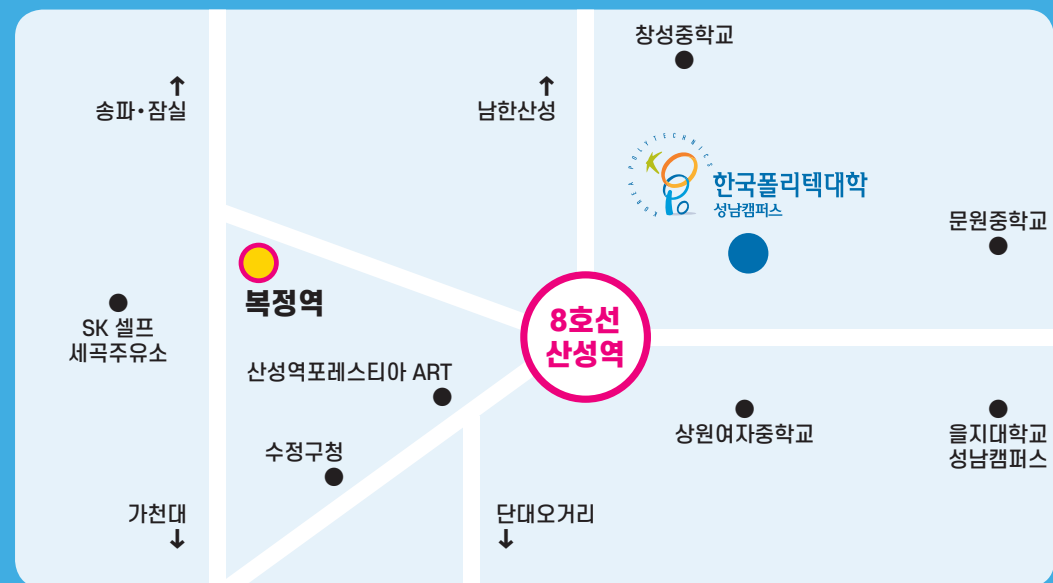 창성중학교
↑
송파·잠실
↑
남한산성
KOREA POLYTECHNICS
한국폴리텍대학
성남캠퍼스
문원중학교
복정역
8호선
산성역
SK 셀프
세곡주유소
산성역포레스티아 ART
상원여자중학교
을지대학교
성남캠퍼스
수정구청
가천대
↓
단대오거리
↓